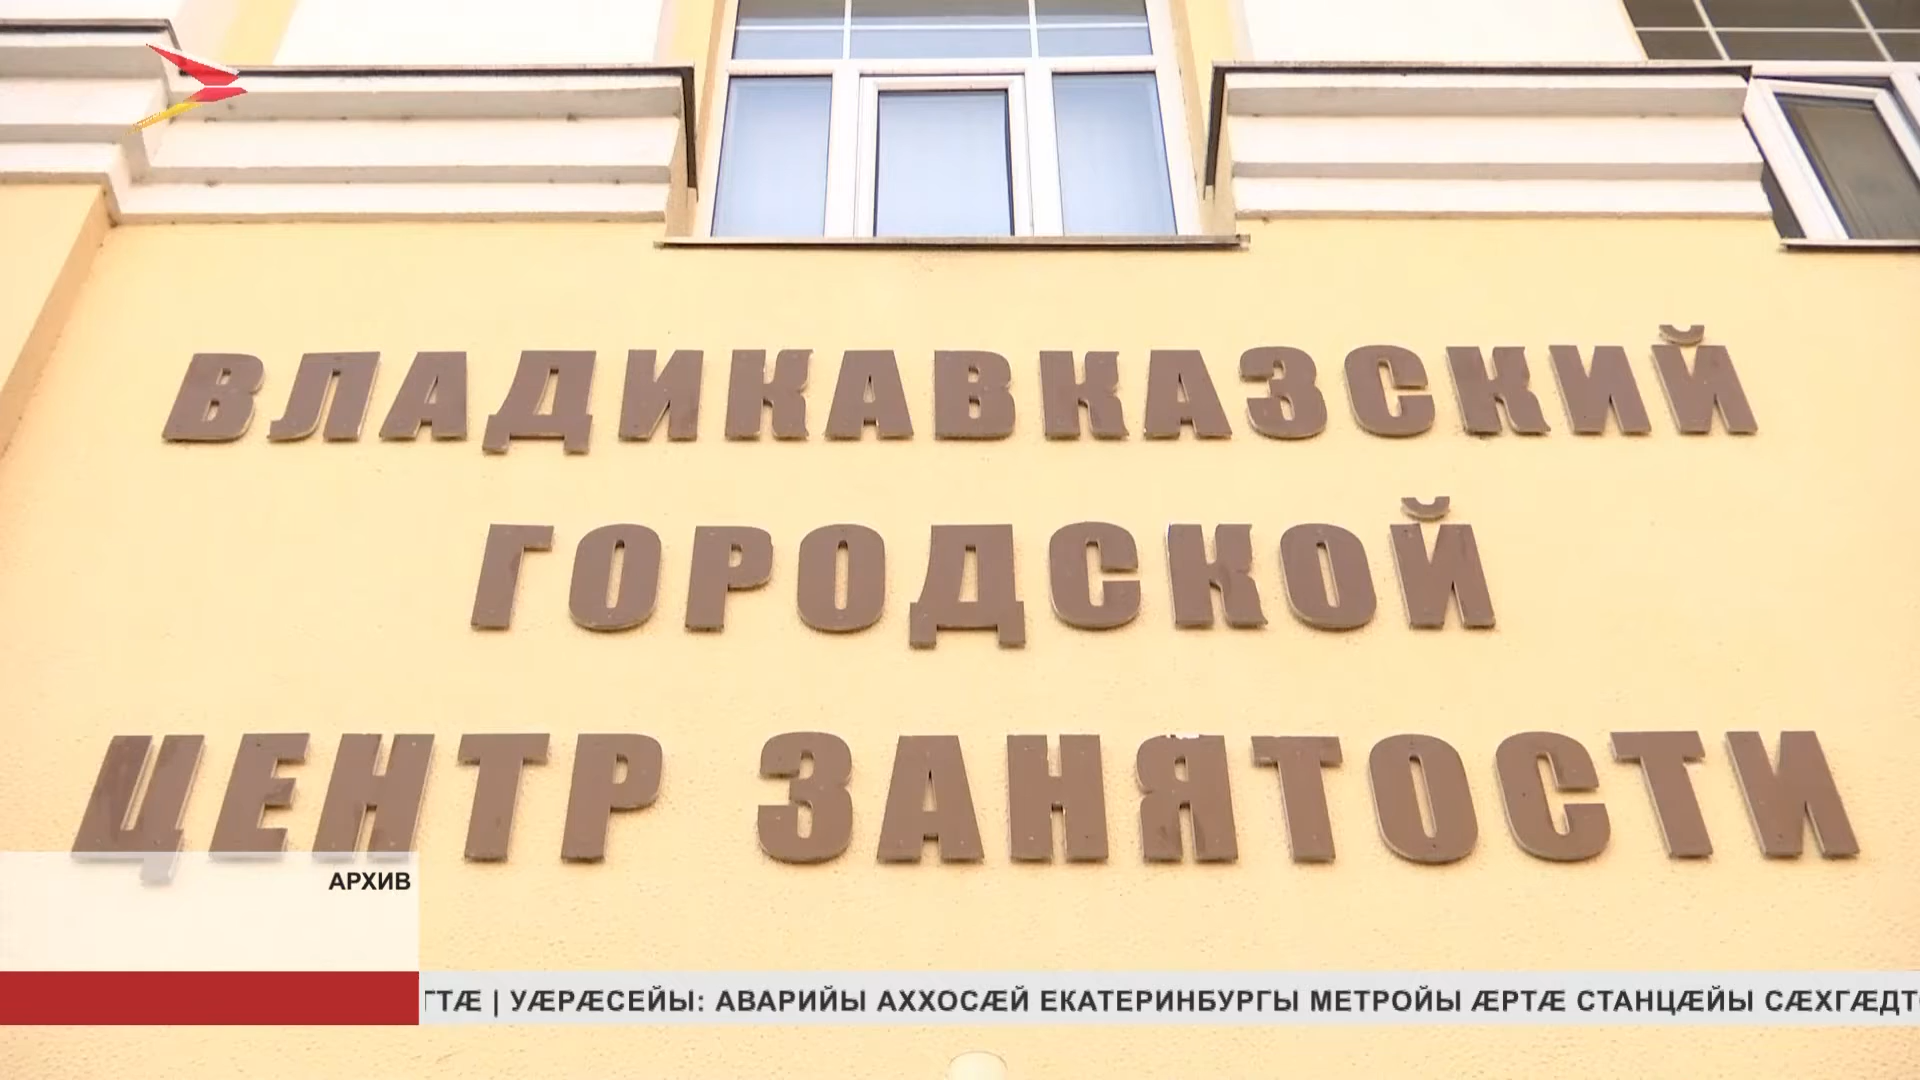 ВЛАДИКАВКАЗСКИЙ
ГОРОДСКОЙ
ЦЕНТР ЗАНЯТОСТИ
АРХИВ
| УÆРÆСЕЙЫ: АВАРИЙЫ АХХОСÆЙ ЕКАТЕРИНБУРГЫ МЕТРОЙЫ ÆРТÆ СТАНЦÆЙЫ